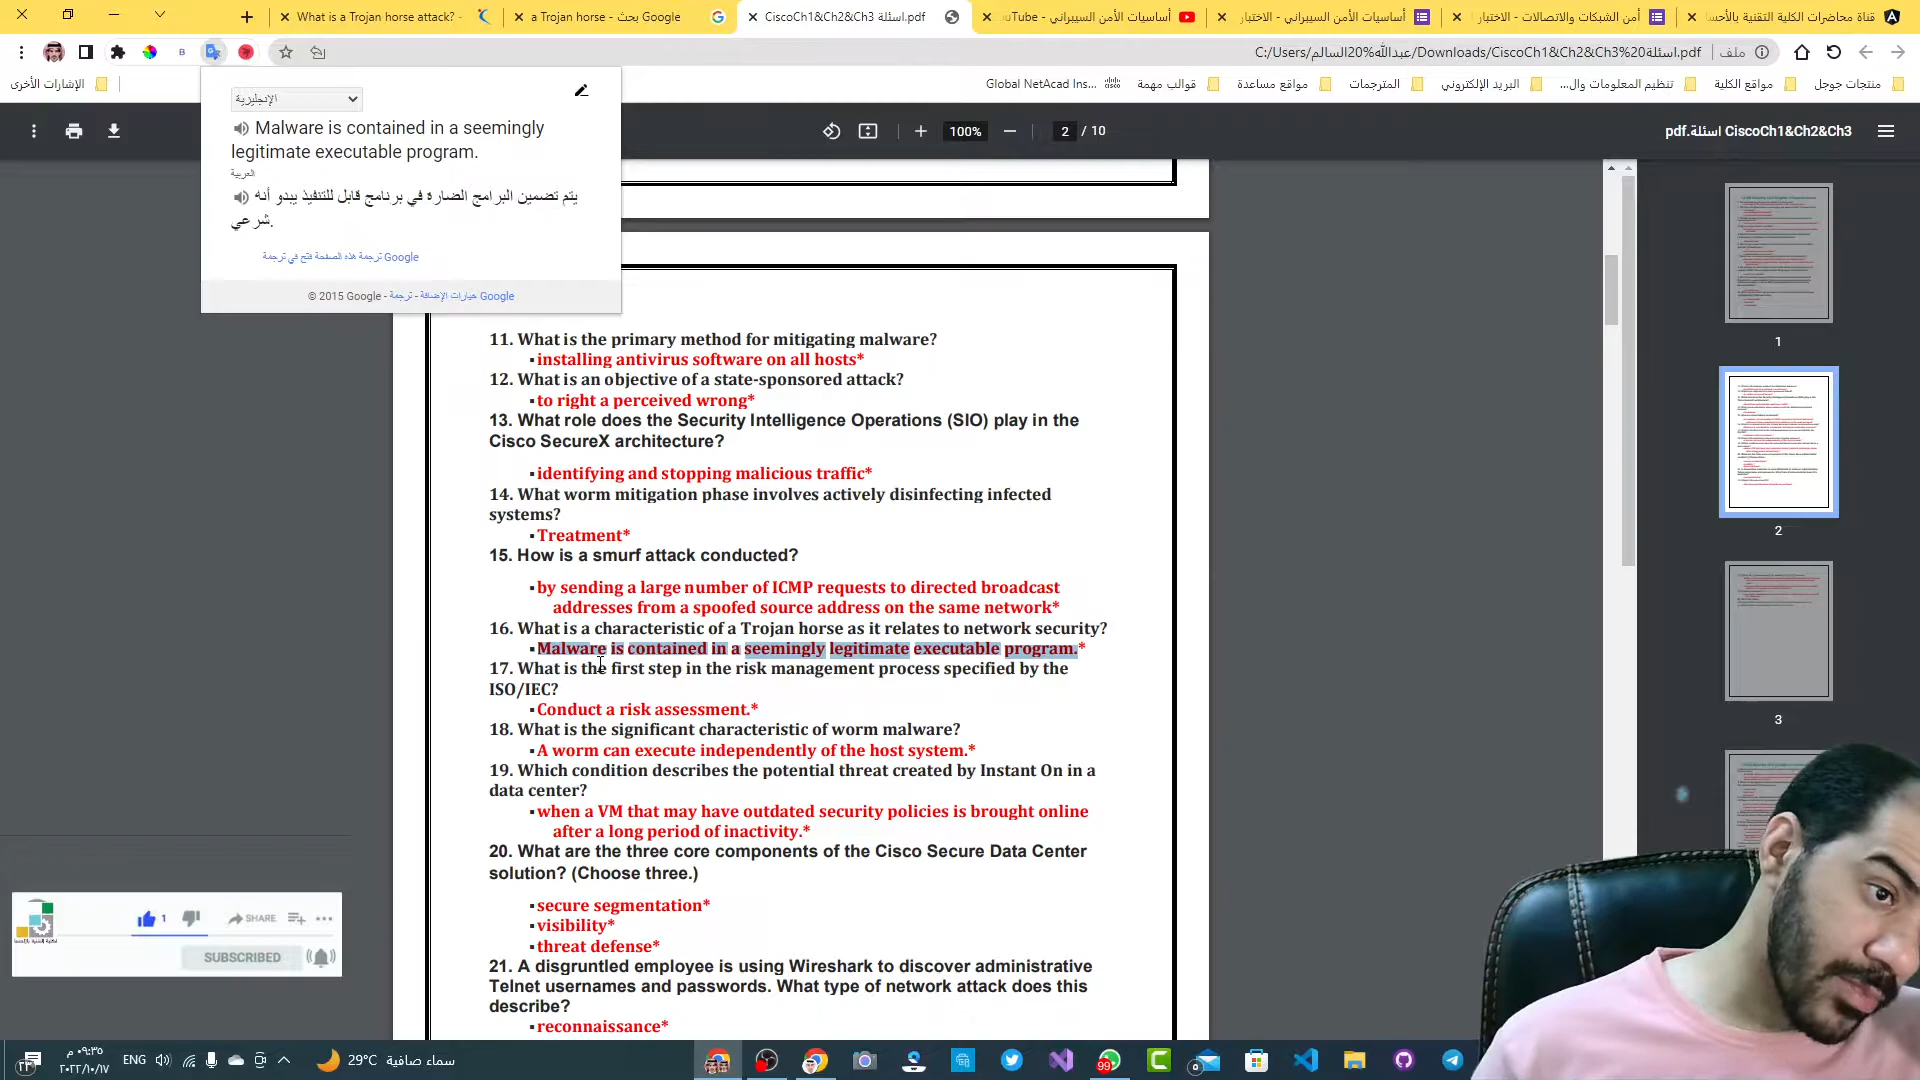 What is a Trojan horse attack? -
a Trojan horse - بحث Google
CiscoCh1&Ch2&Ch3 اسئلة.pdf
أساسيات الأمن السيبراني - uTube
أساسيات الأمن السيبراني - الاختبار
أمن الشبكات والاتصالات - الاختبار ا
قناة محاضرات الكلية التقنية بالأحسا
C:/Users/عبدالله%20السالم/Downloads/CiscoCh1&Ch2&Ch3%20اسئلة.pdf
ملف
الإشارات الأخرى
Global NetAcad Ins...
قوالب مهمة
مواقع مساعدة
المترجمات
البريد الإلكتروني
تنظيم المعلومات وال...
مواقع الكلية
منتجات جوجل
الإنجليزية
Malware is contained in a seemingly
legitimate executable program.
العربية
يتم تضمين البرامج الضارة في برنامج قابل للتنفيذ يبدو أنه
شرعي.
ترجمة هذه الصفحة فتح في ترجمة Google
© 2015 Google - خيارات الإضافة - ترجمة Google
100%
2 / 10
CiscoCh1&Ch2&Ch3 اسئلة.pdf
11. What is the primary method for mitigating malware?
▪installing antivirus software on all hosts*
12. What is an objective of a state-sponsored attack?
▪to right a perceived wrong*
13. What role does the Security Intelligence Operations (SIO) play in the
Cisco SecureX architecture?
▪identifying and stopping malicious traffic*
14. What worm mitigation phase involves actively disinfecting infected
systems?
▪Treatment*
15. How is a smurf attack conducted?
▪by sending a large number of ICMP requests to directed broadcast
addresses from a spoofed source address on the same network*
16. What is a characteristic of a Trojan horse as it relates to network security?
▪Malware is contained in a seemingly legitimate executable program.*
17. What is the first step in the risk management process specified by the
ISO/IEC?
▪Conduct a risk assessment.*
18. What is the significant characteristic of worm malware?
▪A worm can execute independently of the host system.*
19. Which condition describes the potential threat created by Instant On in a
data center?
▪when a VM that may have outdated security policies is brought online
after a long period of inactivity.*
20. What are the three core components of the Cisco Secure Data Center
solution? (Choose three.)
▪secure segmentation*
▪visibility*
▪threat defense*
21. A disgruntled employee is using Wireshark to discover administrative
Telnet usernames and passwords. What type of network attack does this
describe?
▪reconnaissance*
1
2
3
1
SHARE
SUBSCRIBED
٠٩:٣٥ م
٢٠٢٢/١٠/١٧
ENG
29°C
سماء صافية
99